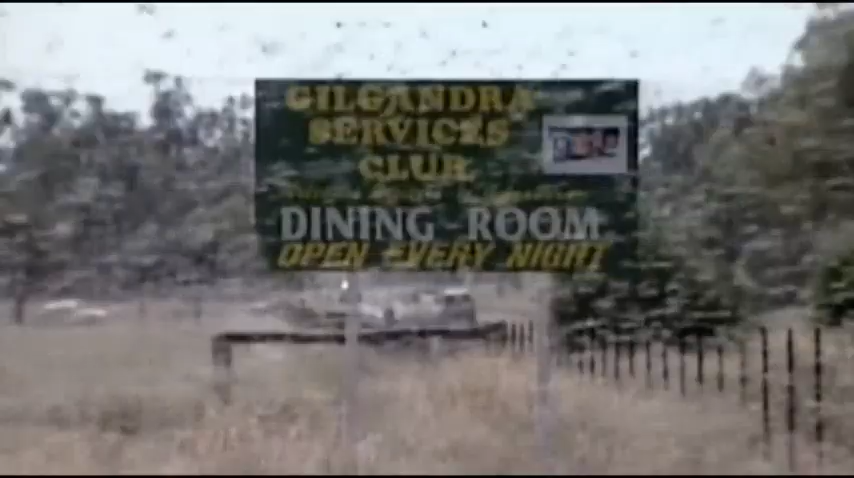 GILGANDRA
SERVICES
CLUB
DINING ROOM
OPEN EVERY NIGHT